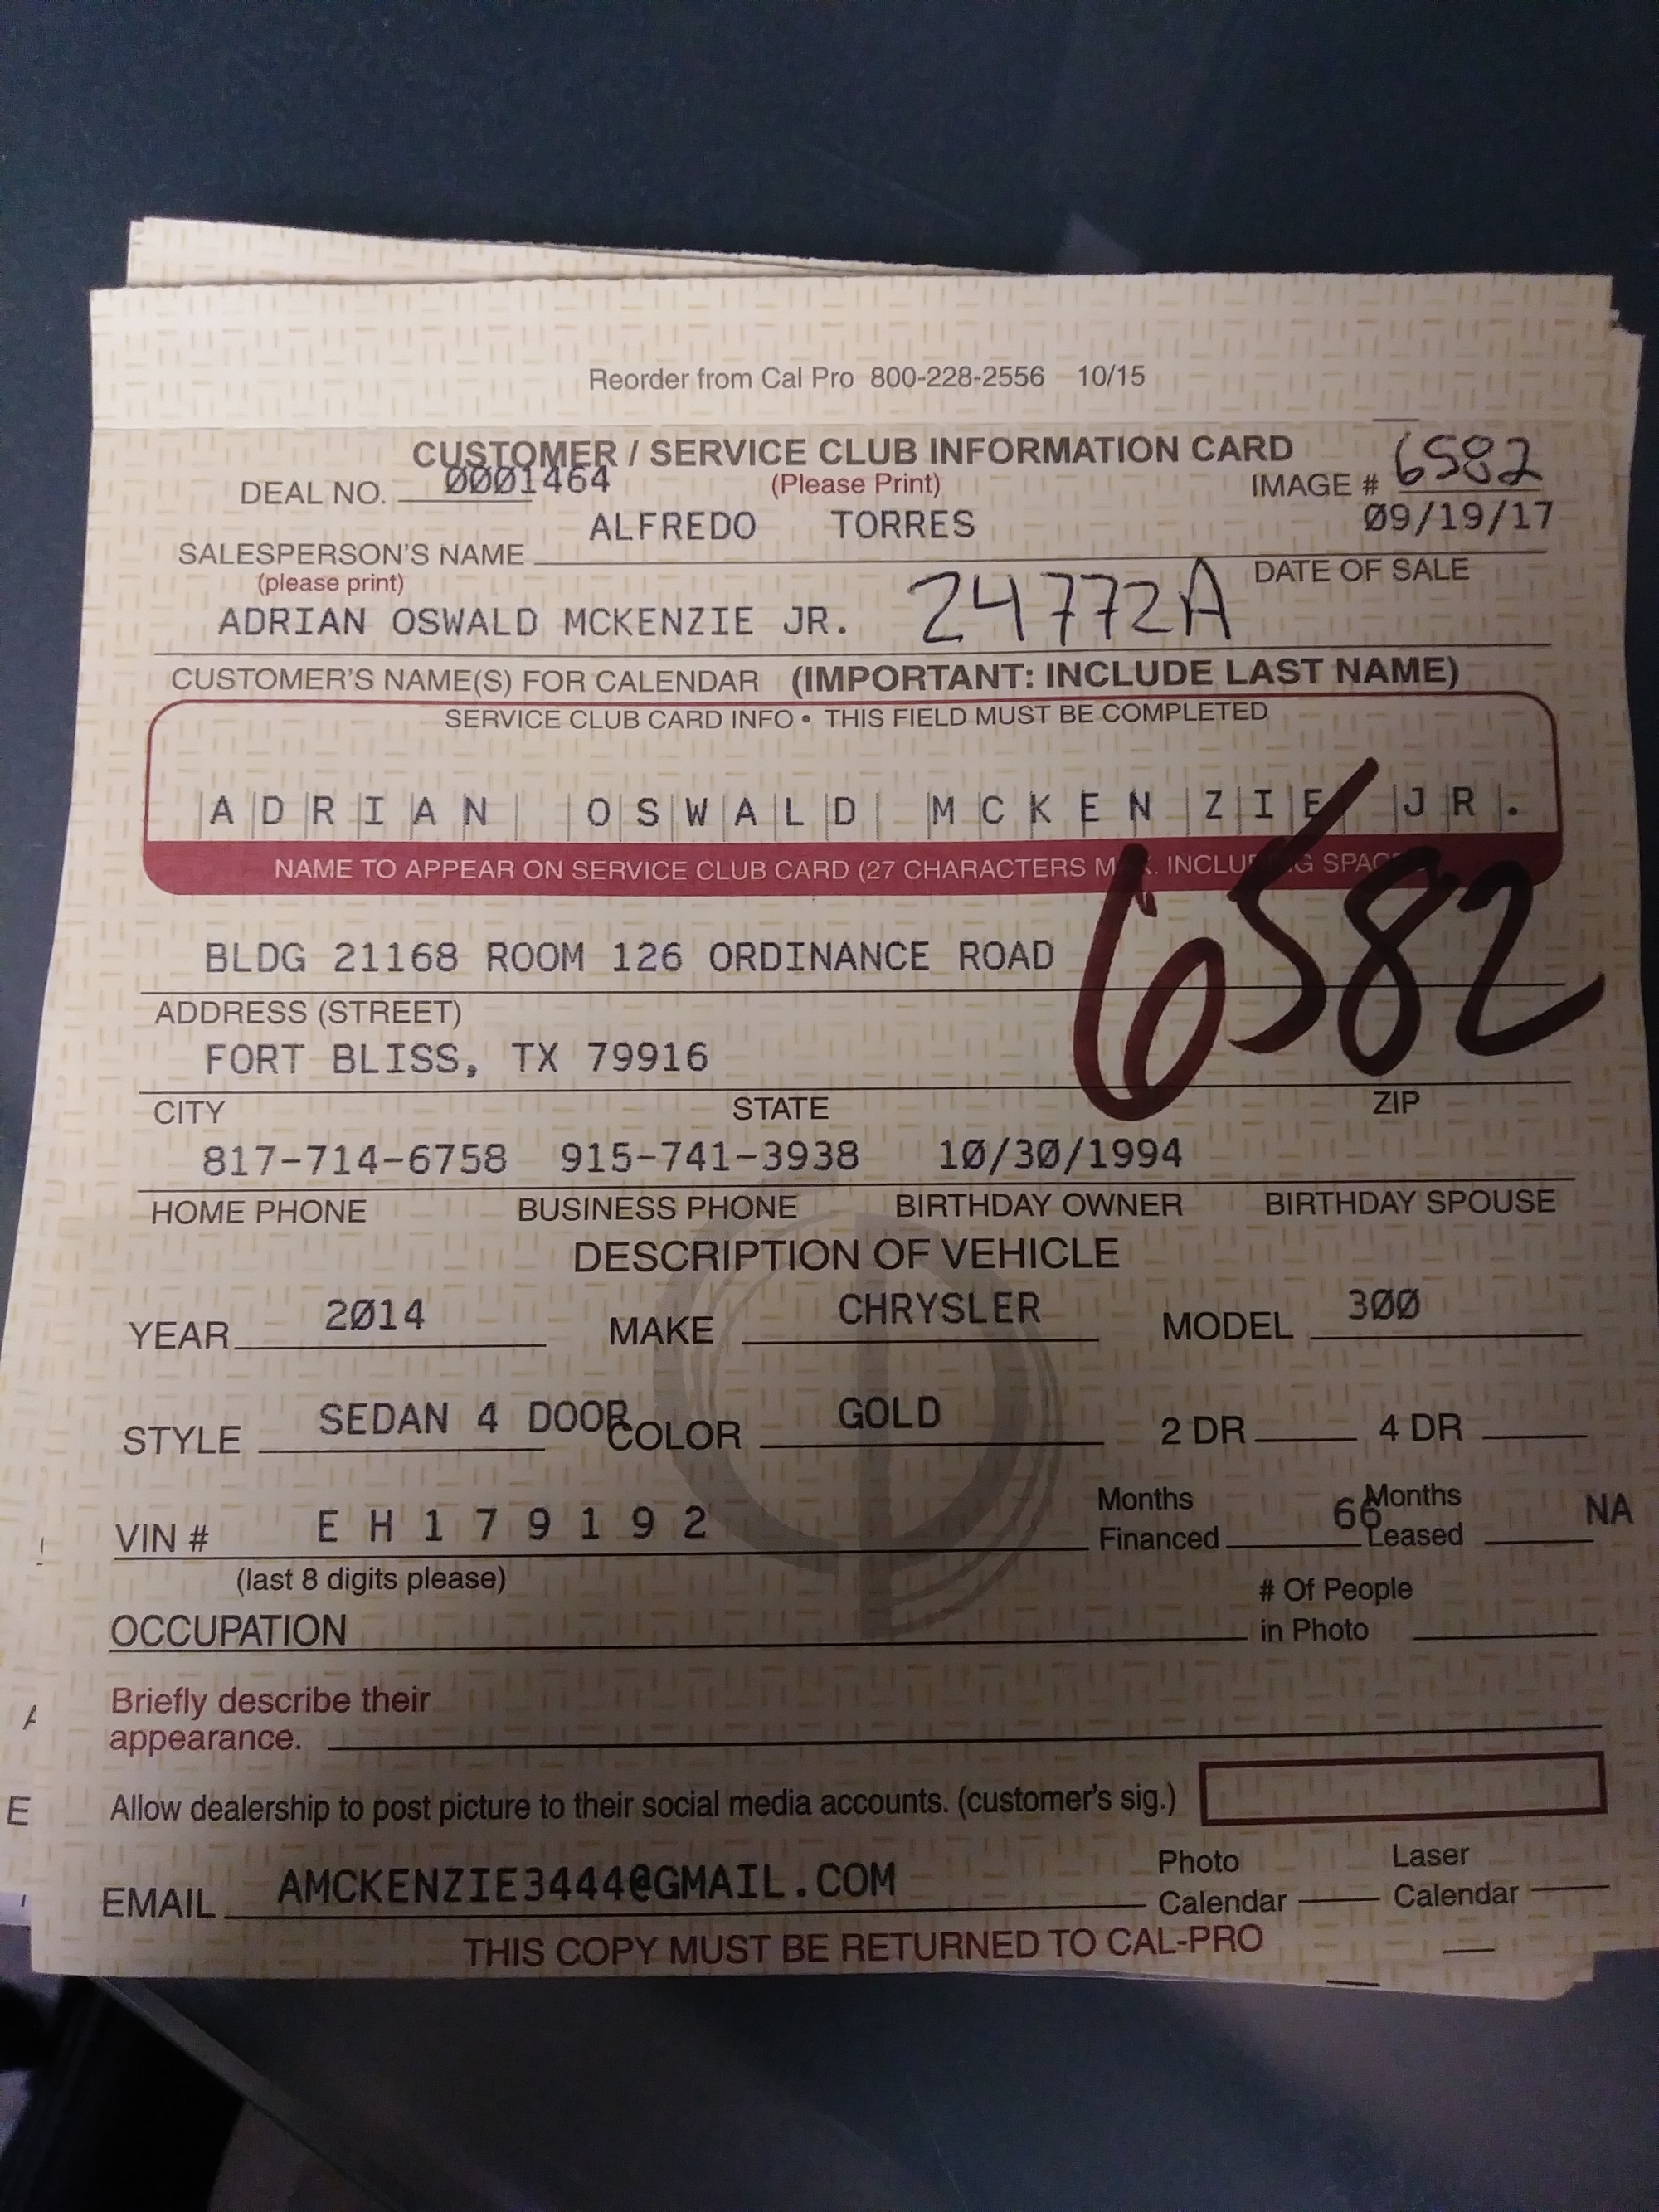 Reorder from Cal Pro 800-228-2556 10/15
CUSTOMER / SERVICE CLUB INFORMATION CARD
DEAL NO. 0001464 (Please Print) IMAGE # 6582
ALFREDO TORRES 09/19/17
SALESPERSON'S NAME DATE OF SALE
(please print)
ADRIAN OSWALD MCKENZIE JR. 24772A
CUSTOMER'S NAME(S) FOR CALENDAR (IMPORTANT: INCLUDE LAST NAME)
SERVICE CLUB CARD INFO • THIS FIELD MUST BE COMPLETED
ADRIAN OSWALD MCKENZIE JR.
NAME TO APPEAR ON SERVICE CLUB CARD (27 CHARACTERS MAX. INCLUDING SPACES)
6582
BLDG 21168 ROOM 126 ORDINANCE ROAD
ADDRESS (STREET)
FORT BLISS, TX 79916
CITY STATE ZIP
817-714-6758 915-741-3938 10/30/1994
HOME PHONE BUSINESS PHONE BIRTHDAY OWNER BIRTHDAY SPOUSE
DESCRIPTION OF VEHICLE
YEAR 2014 MAKE CHRYSLER MODEL 300
STYLE SEDAN 4 DOOR COLOR GOLD 2 DR 4 DR
VIN # EH179192 Months Financed 66 Months Leased NA
(last 8 digits please)
OCCUPATION # Of People in Photo
Briefly describe their
appearance.
Allow dealership to post picture to their social media accounts. (customer's sig.)
EMAIL AMCKENZIE3444@GMAIL.COM Photo Calendar Laser Calendar
THIS COPY MUST BE RETURNED TO CAL-PRO